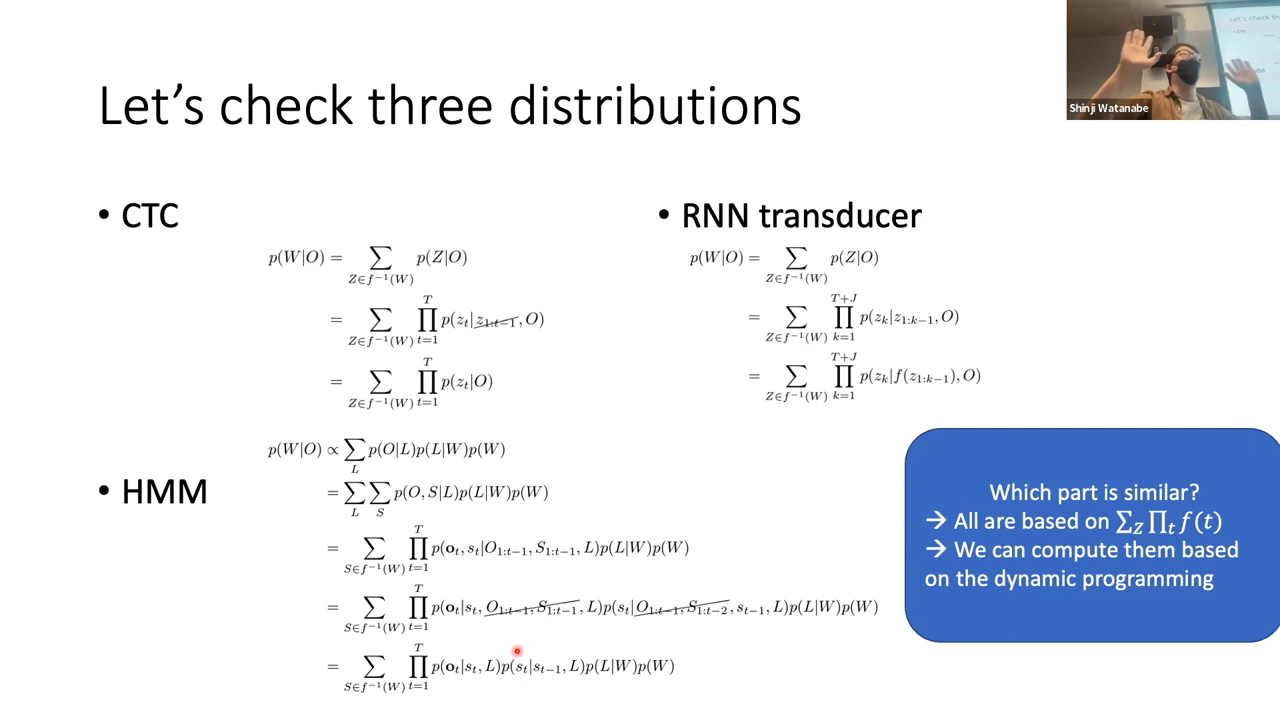 Let's check three distributions
Shinji Watanabe
• CTC
p(W|O) = ∑_{Z∈f⁻¹(W)} p(Z|O)
= ∑_{Z∈f⁻¹(W)} ∏_{t=1}^{T} p(z_t|z_{1:t−1}, O)
= ∑_{Z∈f⁻¹(W)} ∏_{t=1}^{T} p(z_t|O)
• RNN transducer
p(W|O) = ∑_{Z∈f⁻¹(W)} p(Z|O)
= ∑_{Z∈f⁻¹(W)} ∏_{k=1}^{T+J} p(z_k|z_{1:k−1}, O)
= ∑_{Z∈f⁻¹(W)} ∏_{k=1}^{T+J} p(z_k|f(z_{1:k−1}), O)
• HMM
p(W|O) ∝ ∑_L p(O|L)p(L|W)p(W)
= ∑_L ∑_S p(O, S|L)p(L|W)p(W)
= ∑_{S∈f⁻¹(W)} ∏_{t=1}^{T} p(o_t, s_t|O_{1:t−1}, S_{1:t−1}, L)p(L|W)p(W)
= ∑_{S∈f⁻¹(W)} ∏_{t=1}^{T} p(o_t|s_t, O_{1:t−1}, S_{1:t−1}, L)p(s_t|O_{1:t−1}, S_{1:t−2}, s_{t−1}, L)p(L|W)p(W)
= ∑_{S∈f⁻¹(W)} ∏_{t=1}^{T} p(o_t|s_t, L)p(s_t|s_{t−1}, L)p(L|W)p(W)
Which part is similar?
→ All are based on ∑_Z ∏_t f(t)
→ We can compute them based
on the dynamic programming